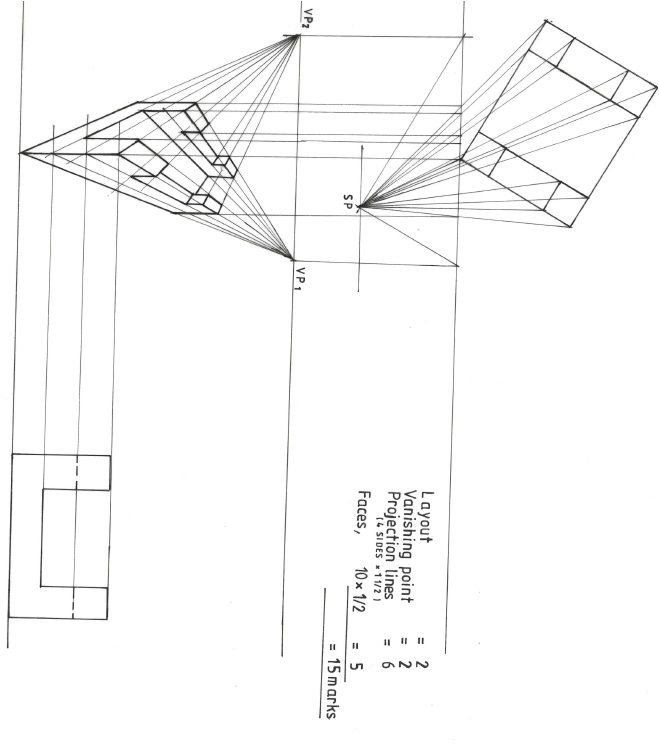 VP2
SP
VP1
Layout = 2
Vanishing point = 2
Projection lines = 6
(4 SIDES × 1 1/2)
Faces, 10 × 1/2 = 5
= 15 marks